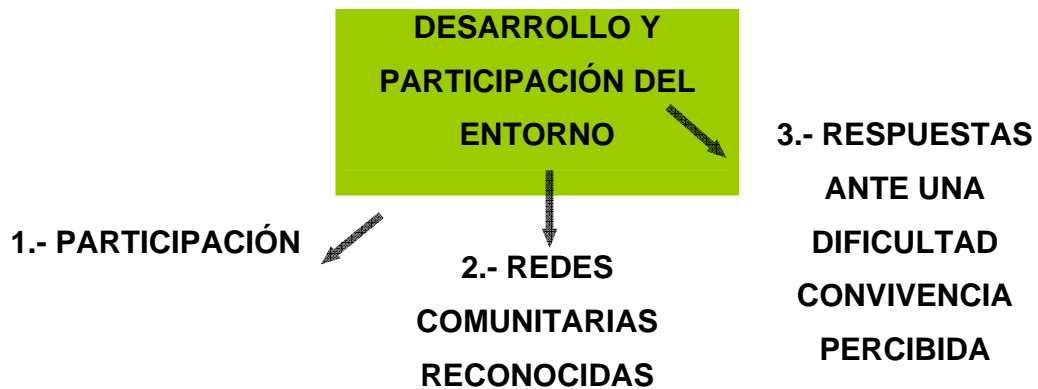 DESARROLLO Y
PARTICIPACIÓN DEL
ENTORNO
1.- PARTICIPACIÓN
2.- REDES
COMUNITARIAS
RECONOCIDAS
3.- RESPUESTAS
ANTE UNA
DIFICULTAD
CONVIVENCIA
PERCIBIDA